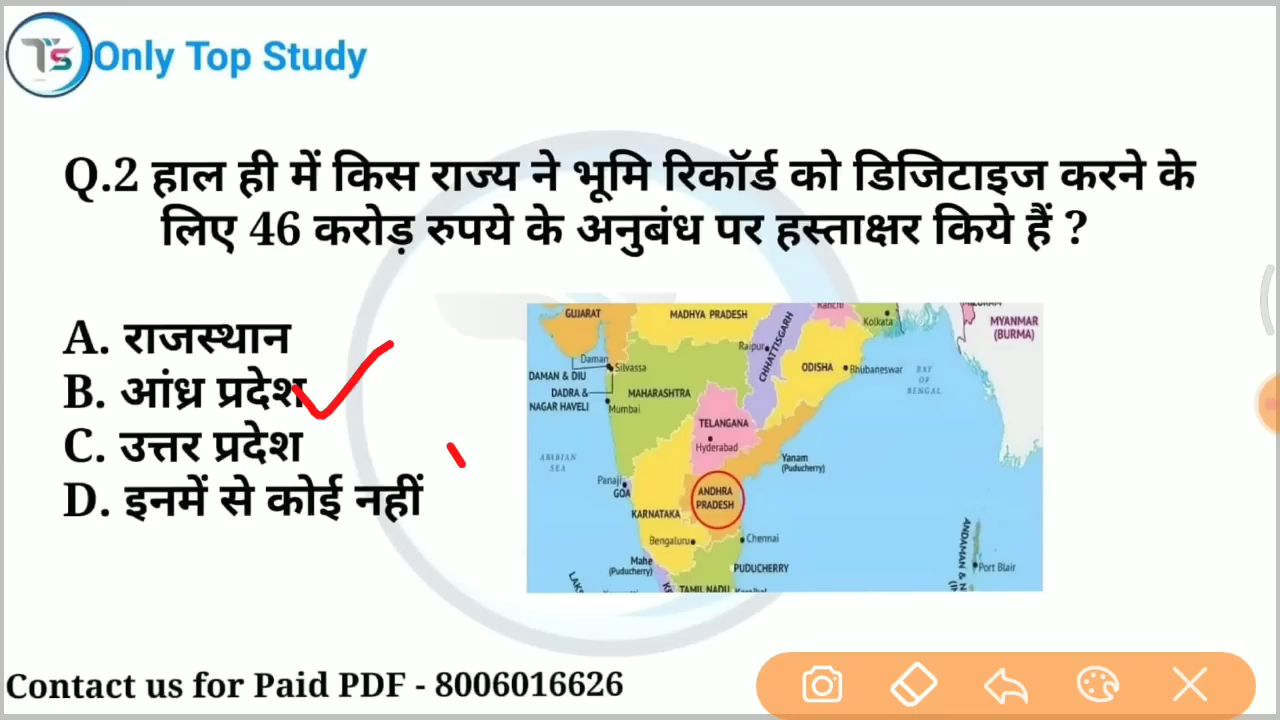 TS Only Top Study
Q.2 हाल ही में किस राज्य ने भूमि रिकॉर्ड को डिजिटाइज करने के
लिए 46 करोड़ रुपये के अनुबंध पर हस्ताक्षर किये हैं ?
A. राजस्थान
B. आंध्र प्रदेश
C. उत्तर प्रदेश
D. इनमें से कोई नहीं
GUJARAT
MADHYA PRADESH
Ranchi
Kolkata
MYANMAR
(BURMA)
Raipur
CHHATTISGARH
Daman
Silvassa
ODISHA
Bhubaneswar
BAY
OF
BENGAL
DAMAN & DIU
DADRA &
NAGAR HAVELI
MAHARASHTRA
Mumbai
TELANGANA
Hyderabad
ARABIAN
SEA
Yanam
(Puducherry)
Panaji
GOA
ANDHRA
PRADESH
KARNATAKA
Bengaluru
Chennai
Mahe
(Puducherry)
PUDUCHERRY
TAMIL NADU
Port Blair
Contact us for Paid PDF - 8006016626